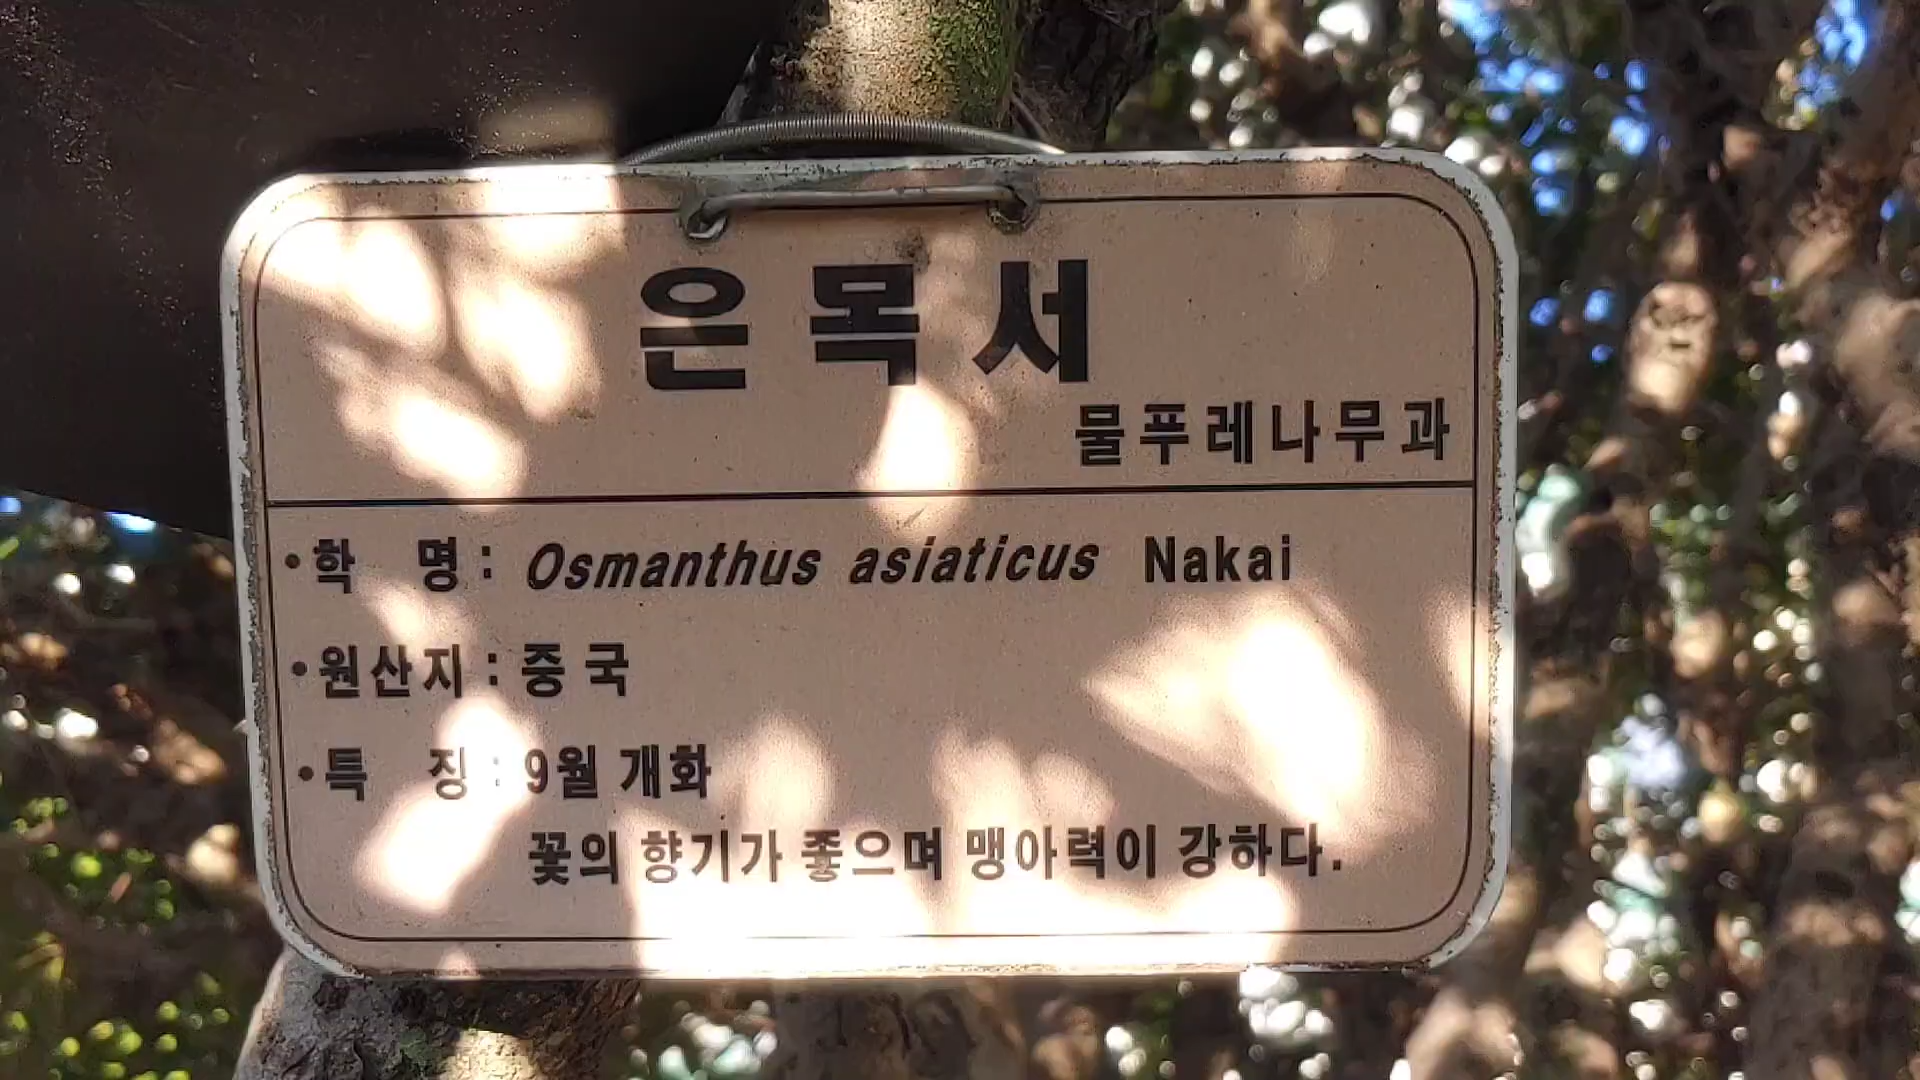 은목서
물푸레나무과
•학 명: Osmanthus asiaticus Nakai
•원산지: 중국
•특 징: 9월 개화
꽃의 향기가 좋으며 맹아력이 강하다.